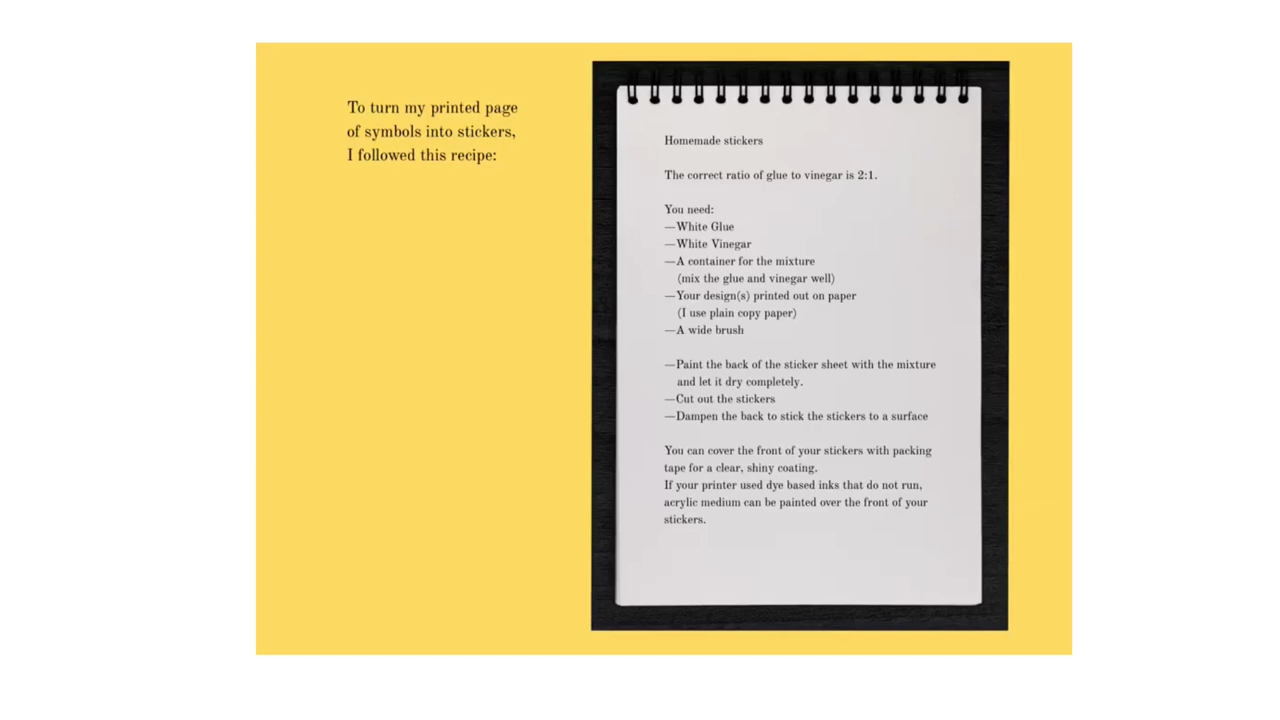 To turn my printed page
of symbols into stickers,
I followed this recipe:
Homemade stickers
The correct ratio of glue to vinegar is 2:1.
You need:
—White Glue
—White Vinegar
—A container for the mixture
(mix the glue and vinegar well)
—Your design(s) printed out on paper
(I use plain copy paper)
—A wide brush
—Paint the back of the sticker sheet with the mixture
and let it dry completely.
—Cut out the stickers
—Dampen the back to stick the stickers to a surface
You can cover the front of your stickers with packing
tape for a clear, shiny coating.
If your printer used dye based inks that do not run,
acrylic medium can be painted over the front of your
stickers.